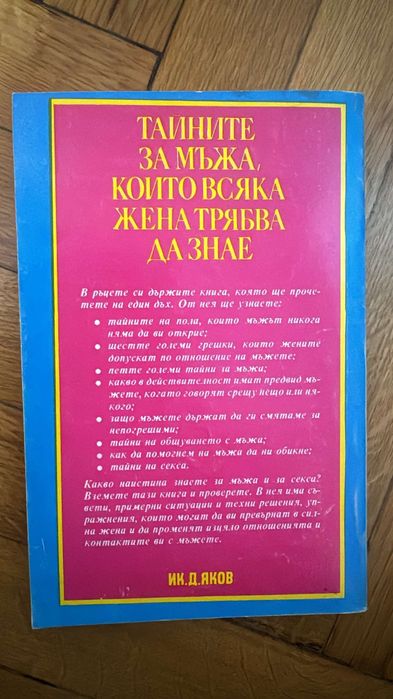 ТАЙНИТЕ
ЗА МЪЖА,
КОИТО ВСЯКА
ЖЕНА ТРЯБВА
ДА ЗНАЕ
В ръцете си държите книга, която ще проче-
тете на един дъх. От нея ще узнаете;
• тайните на пола, които мъжът никога
няма да ви открие;
• шестте големи грешки, които жените
допускат по отношение на мъжете;
• петте големи тайни за мъжи;
• какво в действителност имат предвид мъ-
жете, когато говорят срещу нещо или ня-
кого;
• защо мъжете държат да ги смятаме за
непогрешими;
• тайни на общуването с мъжа;
• как да помогнем на мъжа да ни обикне;
• тайни на секса.
Какво наистина знаете за мъжа и за секса?
Вземете тази книга и проверете. В нея има съ-
вети, примерни ситуации и техни решения, уп-
ражнения, които могат да ви превърнат в сил-
на жена и да променят изцяло отношенията и
контактите ви с мъжете.
ИК.Д.ЯКОВ